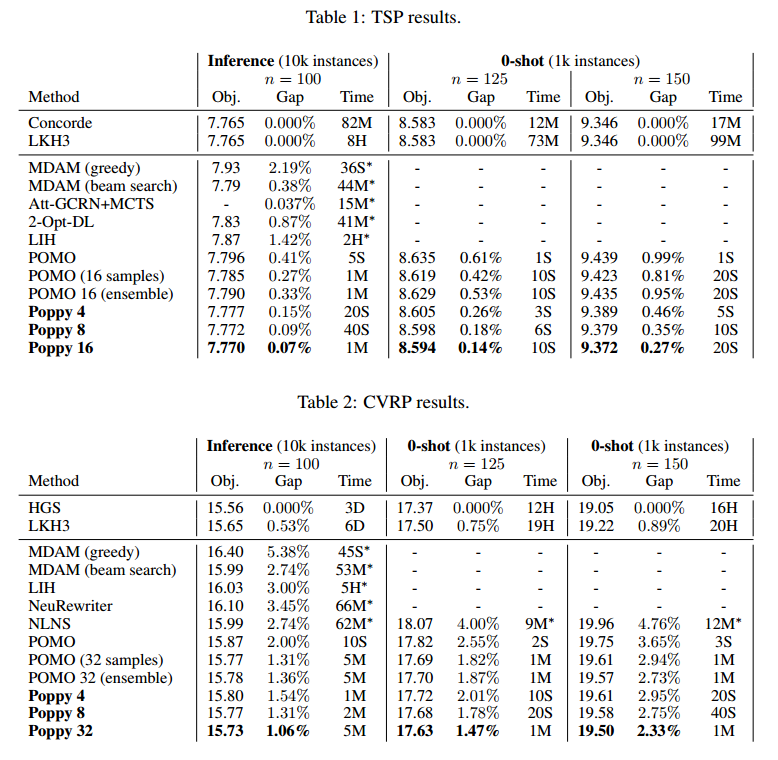 Table 1: TSP results.
Inference (10k instances) 0-shot (1k instances)
n = 100 n = 125 n = 150
Method Obj. Gap Time Obj. Gap Time Obj. Gap Time
Concorde 7.765 0.000% 82M 8.583 0.000% 12M 9.346 0.000% 17M
LKH3 7.765 0.000% 8H 8.583 0.000% 73M 9.346 0.000% 99M
MDAM (greedy) 7.93 2.19% 36S* - - - - - -
MDAM (beam search) 7.79 0.38% 44M* - - - - - -
Att-GCRN+MCTS - 0.037% 15M* - - - - - -
2-Opt-DL 7.83 0.87% 41M* - - - - - -
LIH 7.87 1.42% 2H* - - - - - -
POMO 7.796 0.41% 5S 8.635 0.61% 1S 9.439 0.99% 1S
POMO (16 samples) 7.785 0.27% 1M 8.619 0.42% 10S 9.423 0.81% 20S
POMO 16 (ensemble) 7.790 0.33% 1M 8.629 0.53% 10S 9.435 0.95% 20S
Poppy 4 7.777 0.15% 20S 8.605 0.26% 3S 9.389 0.46% 5S
Poppy 8 7.772 0.09% 40S 8.598 0.18% 6S 9.379 0.35% 10S
Poppy 16 7.770 0.07% 1M 8.594 0.14% 10S 9.372 0.27% 20S
Table 2: CVRP results.
Inference (10k instances) 0-shot (1k instances) 0-shot (1k instances)
n = 100 n = 125 n = 150
Method Obj. Gap Time Obj. Gap Time Obj. Gap Time
HGS 15.56 0.000% 3D 17.37 0.000% 12H 19.05 0.000% 16H
LKH3 15.65 0.53% 6D 17.50 0.75% 19H 19.22 0.89% 20H
MDAM (greedy) 16.40 5.38% 45S* - - - - - -
MDAM (beam search) 15.99 2.74% 53M* - - - - - -
LIH 16.03 3.00% 5H* - - - - - -
NeuRewriter 16.10 3.45% 66M* - - - - - -
NLNS 15.99 2.74% 62M* 18.07 4.00% 9M* 19.96 4.76% 12M*
POMO 15.87 2.00% 10S 17.82 2.55% 2S 19.75 3.65% 3S
POMO (32 samples) 15.77 1.31% 5M 17.69 1.82% 1M 19.61 2.94% 1M
POMO 32 (ensemble) 15.78 1.36% 5M 17.70 1.87% 1M 19.57 2.73% 1M
Poppy 4 15.80 1.54% 1M 17.72 2.01% 10S 19.61 2.95% 20S
Poppy 8 15.77 1.31% 2M 17.68 1.78% 20S 19.58 2.75% 40S
Poppy 32 15.73 1.06% 5M 17.63 1.47% 1M 19.50 2.33% 1M